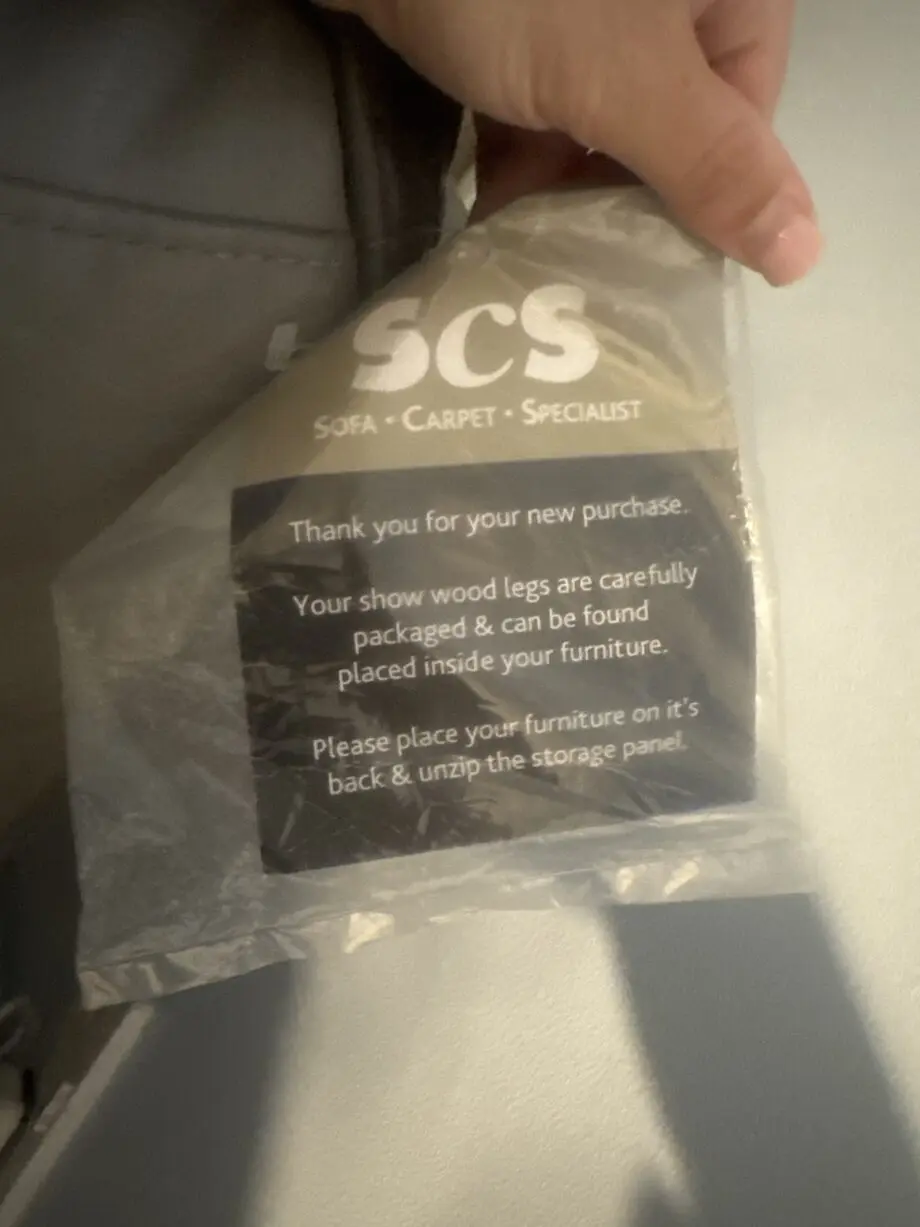 ScS
SOFA • CARPET • SPECIALIST
Thank you for your new purchase.
Your show wood legs are carefully
packaged & can be found
placed inside your furniture.
Please place your furniture on it's
back & unzip the storage panel.